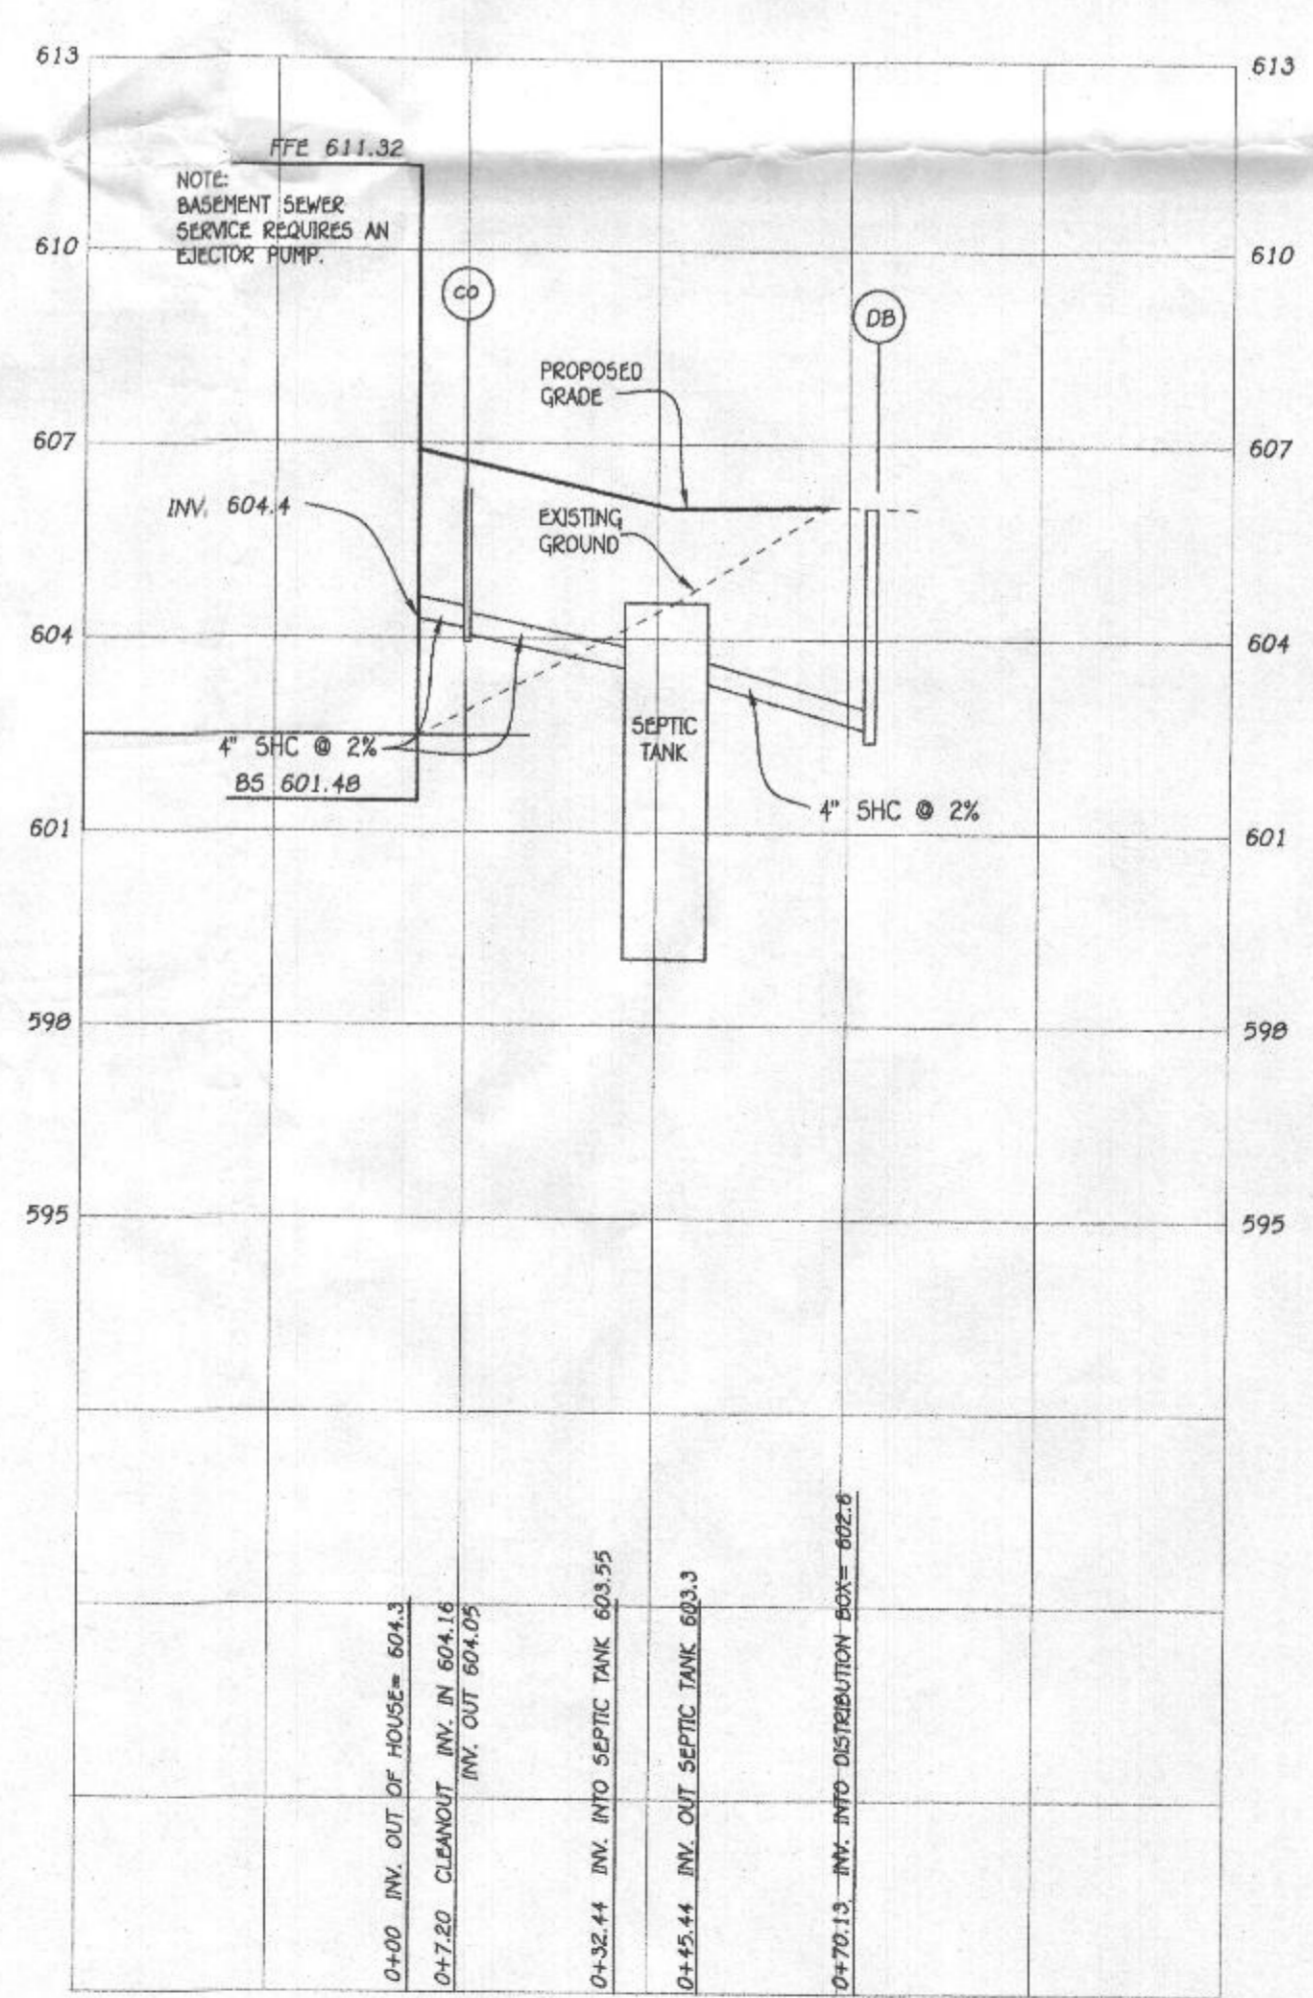 613
613
FFE 611.32
NOTE:
BASEMENT SEWER
SERVICE REQUIRES AN
EJECTOR PUMP.
610
610
CO
DB
PROPOSED
GRADE
607
607
INV. 604.4
EXISTING
GROUND
604
604
SEPTIC
TANK
4" SHC @ 2%
BS 601.48
4" SHC @ 2%
601
601
598
598
595
595
0+00 INV. OUT OF HOUSE= 604.3
0+7.20 CLEANOUT INV. IN 604.16
INV. OUT 604.05
0+32.44 INV. INTO SEPTIC TANK 603.55
0+45.44 INV. OUT SEPTIC TANK 603.3
0+70.13 INV. INTO DISTRIBUTION BOX= 602.8